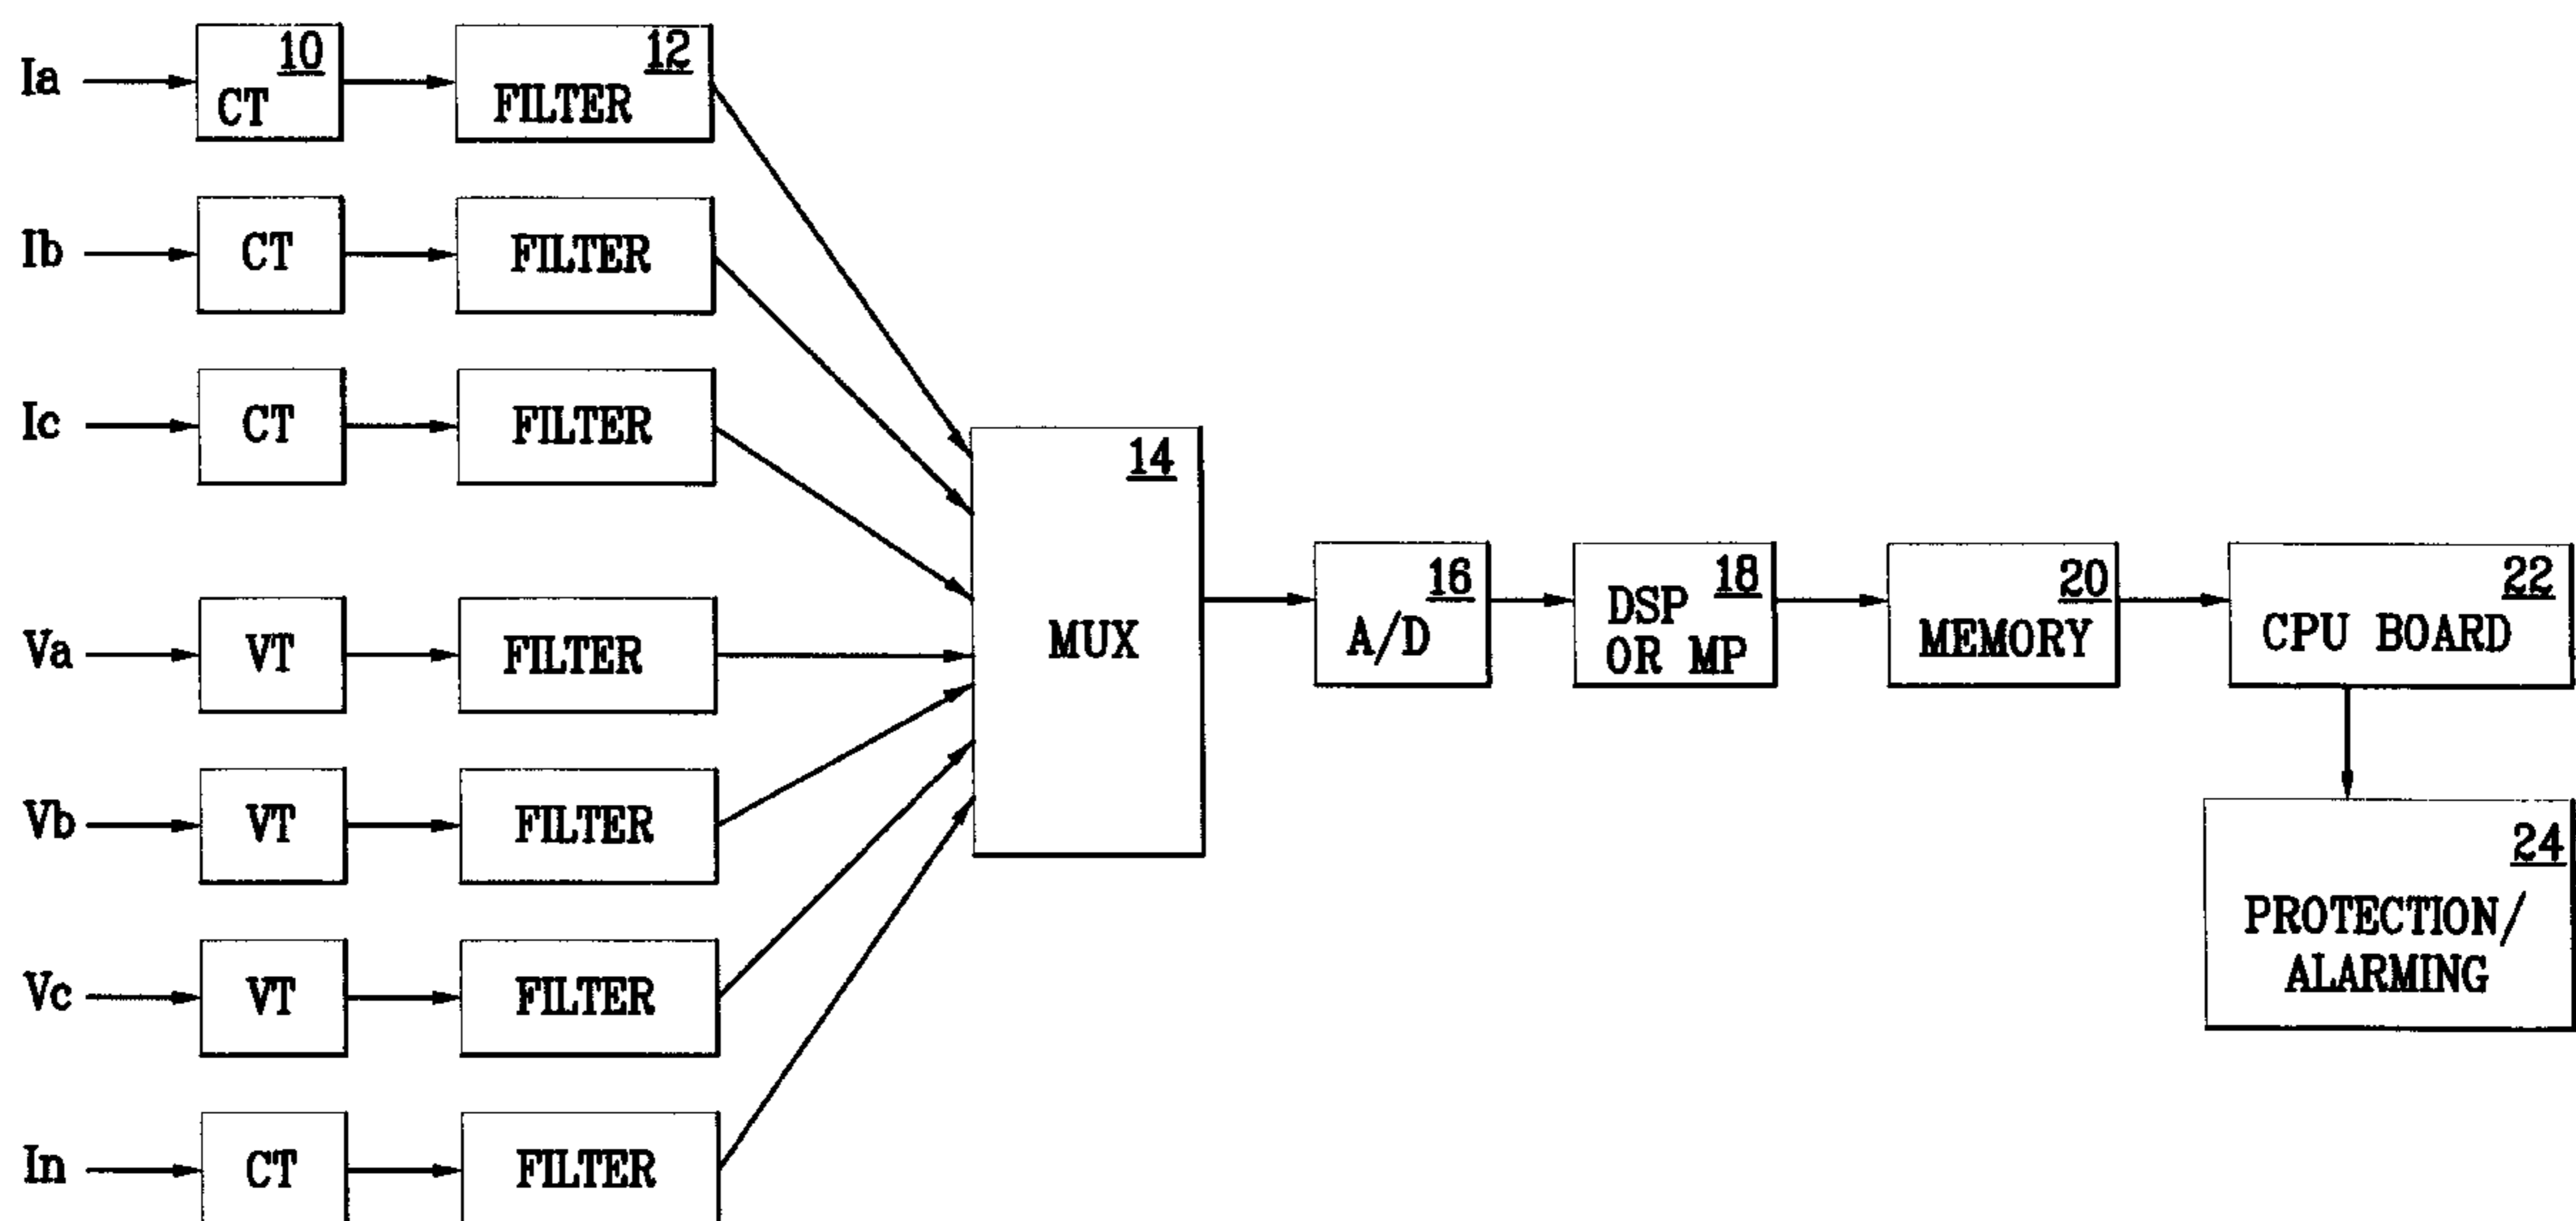 Ia
10
CT
12
FILTER
Ib
CT
FILTER
Ic
CT
FILTER
Va
VT
FILTER
Vb
VT
FILTER
Vc
VT
FILTER
In
CT
FILTER
14
MUX
16
A/D
18
DSP
OR MP
20
MEMORY
22
CPU BOARD
24
PROTECTION/
ALARMING